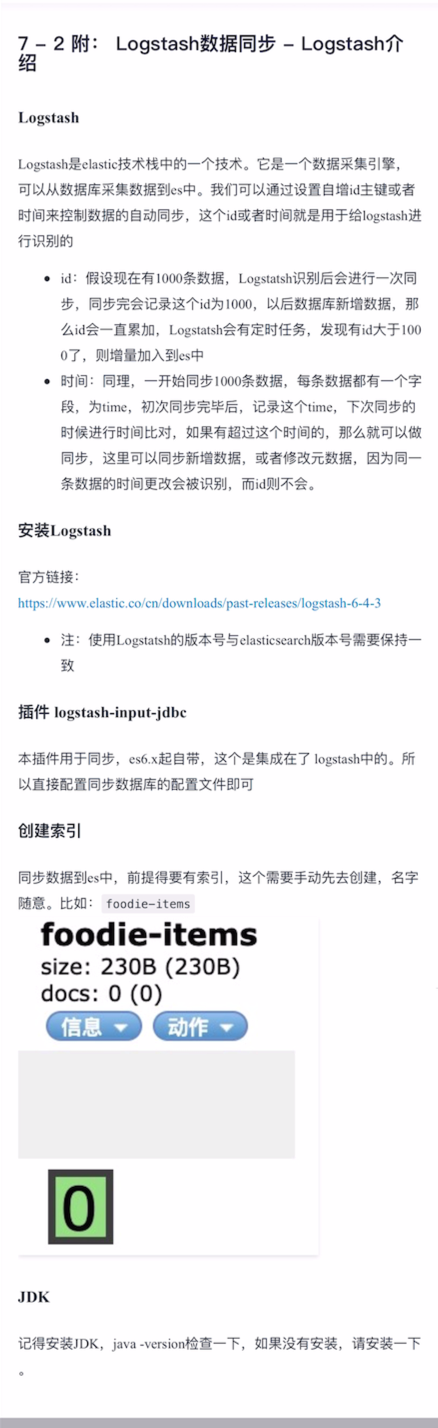 7 – 2 附： Logstash数据同步 – Logstash介
绍
Logstash
Logstash是elastic技术栈中的一个技术。它是一个数据采集引擎，
可以从数据库采集数据到es中。我们可以通过设置自增id主键或者
时间来控制数据的自动同步，这个id或者时间就是用于给logstash进
行识别的
• id：假设现在有1000条数据，Logstatsh识别后会进行一次同
步，同步完会记录这个id为1000，以后数据库新增数据，那
么id会一直累加，Logstatsh会有定时任务，发现有id大于100
0了，则增量加入到es中
• 时间：同理，一开始同步1000条数据，每条数据都有一个字
段，为time，初次同步完毕后，记录这个time，下次同步的
时候进行时间比对，如果有超过这个时间的，那么就可以做
同步，这里可以同步新增数据，或者修改元数据，因为同一
条数据的时间更改会被识别，而id则不会。
安装Logstash
官方链接：
https://www.elastic.co/cn/downloads/past-releases/logstash-6-4-3
• 注：使用Logstatsh的版本号与elasticsearch版本号需要保持一
致
插件 logstash-input-jdbc
本插件用于同步，es6.x起自带，这个是集成在了 logstash中的。所
以直接配置同步数据库的配置文件即可
创建索引
同步数据到es中，前提得要有索引，这个需要手动先去创建，名字
随意。比如： foodie-items
foodie-items
size: 230B (230B)
docs: 0 (0)
信息 动作
0
JDK
记得安装JDK，java -version检查一下，如果没有安装，请安装一下
。